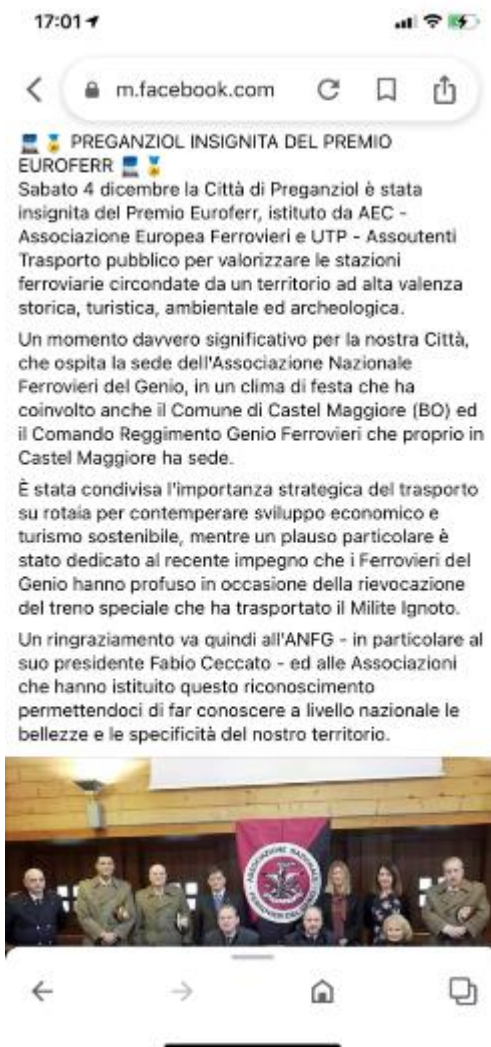 17:01
m.facebook.com
PREGANZIOL INSIGNITA DEL PREMIO
EUROFERR
Sabato 4 dicembre la Città di Preganziol è stata
insignita del Premio Euroferr, istituto da AEC -
Associazione Europea Ferrovieri e UTP - Assoutenti
Trasporto pubblico per valorizzare le stazioni
ferroviarie circondate da un territorio ad alta valenza
storica, turistica, ambientale ed archeologica.
Un momento davvero significativo per la nostra Città,
che ospita la sede dell'Associazione Nazionale
Ferrovieri del Genio, in un clima di festa che ha
coinvolto anche il Comune di Castel Maggiore (BO) ed
il Comando Reggimento Genio Ferrovieri che proprio in
Castel Maggiore ha sede.
È stata condivisa l'importanza strategica del trasporto
su rotaia per contemperare sviluppo economico e
turismo sostenibile, mentre un plauso particolare è
stato dedicato al recente impegno che i Ferrovieri del
Genio hanno profuso in occasione della rievocazione
del treno speciale che ha trasportato il Milite Ignoto.
Un ringraziamento va quindi all'ANFG - in particolare al
suo presidente Fabio Ceccato - ed alle Associazioni
che hanno istituito questo riconoscimento
permettendoci di far conoscere a livello nazionale le
bellezze e le specificità del nostro territorio.
ASSOCIAZIONE NAZIONALE
FERROVIERI DEL GENIO